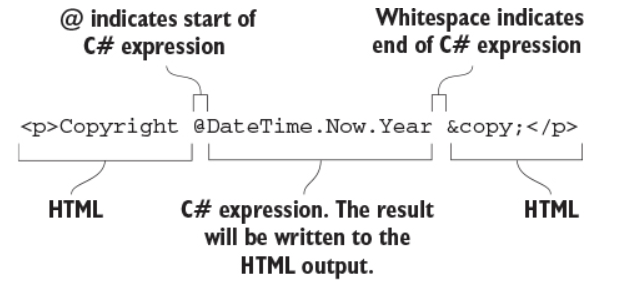 @ indicates start of
C# expression
Whitespace indicates
end of C# expression
<p>Copyright @DateTime.Now.Year &copy;</p>
HTML
C# expression. The result
will be written to the
HTML output.
HTML